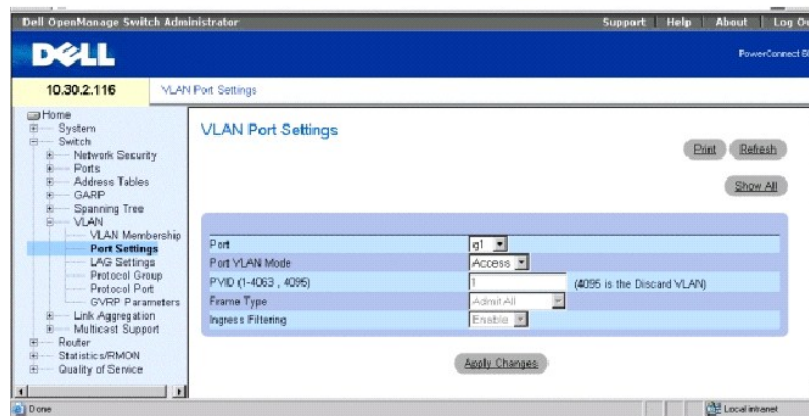 Dell OpenManage Switch Administrator
Support Help About Log Ou
DELL
PowerConnect
10.30.2.116
VLAN Port Settings
Home
System
Switch
Network Security
Ports
Address Tables
GARP
Spanning Tree
VLAN
VLAN Membership
Port Settings
LAG Settings
Protocol Group
Protocol Port
GVRP Parameters
Link Aggregation
Multicast Support
Router
Statistics/RMON
Quality of Service
VLAN Port Settings
Print Refresh
Show All
Port g1
Port VLAN Mode Access
PVID (1-4063 , 4095) 1 (4095 is the Discard VLAN)
Frame Type Admit All
Ingress Filtering Enable
Apply Changes
Done
Local intranet